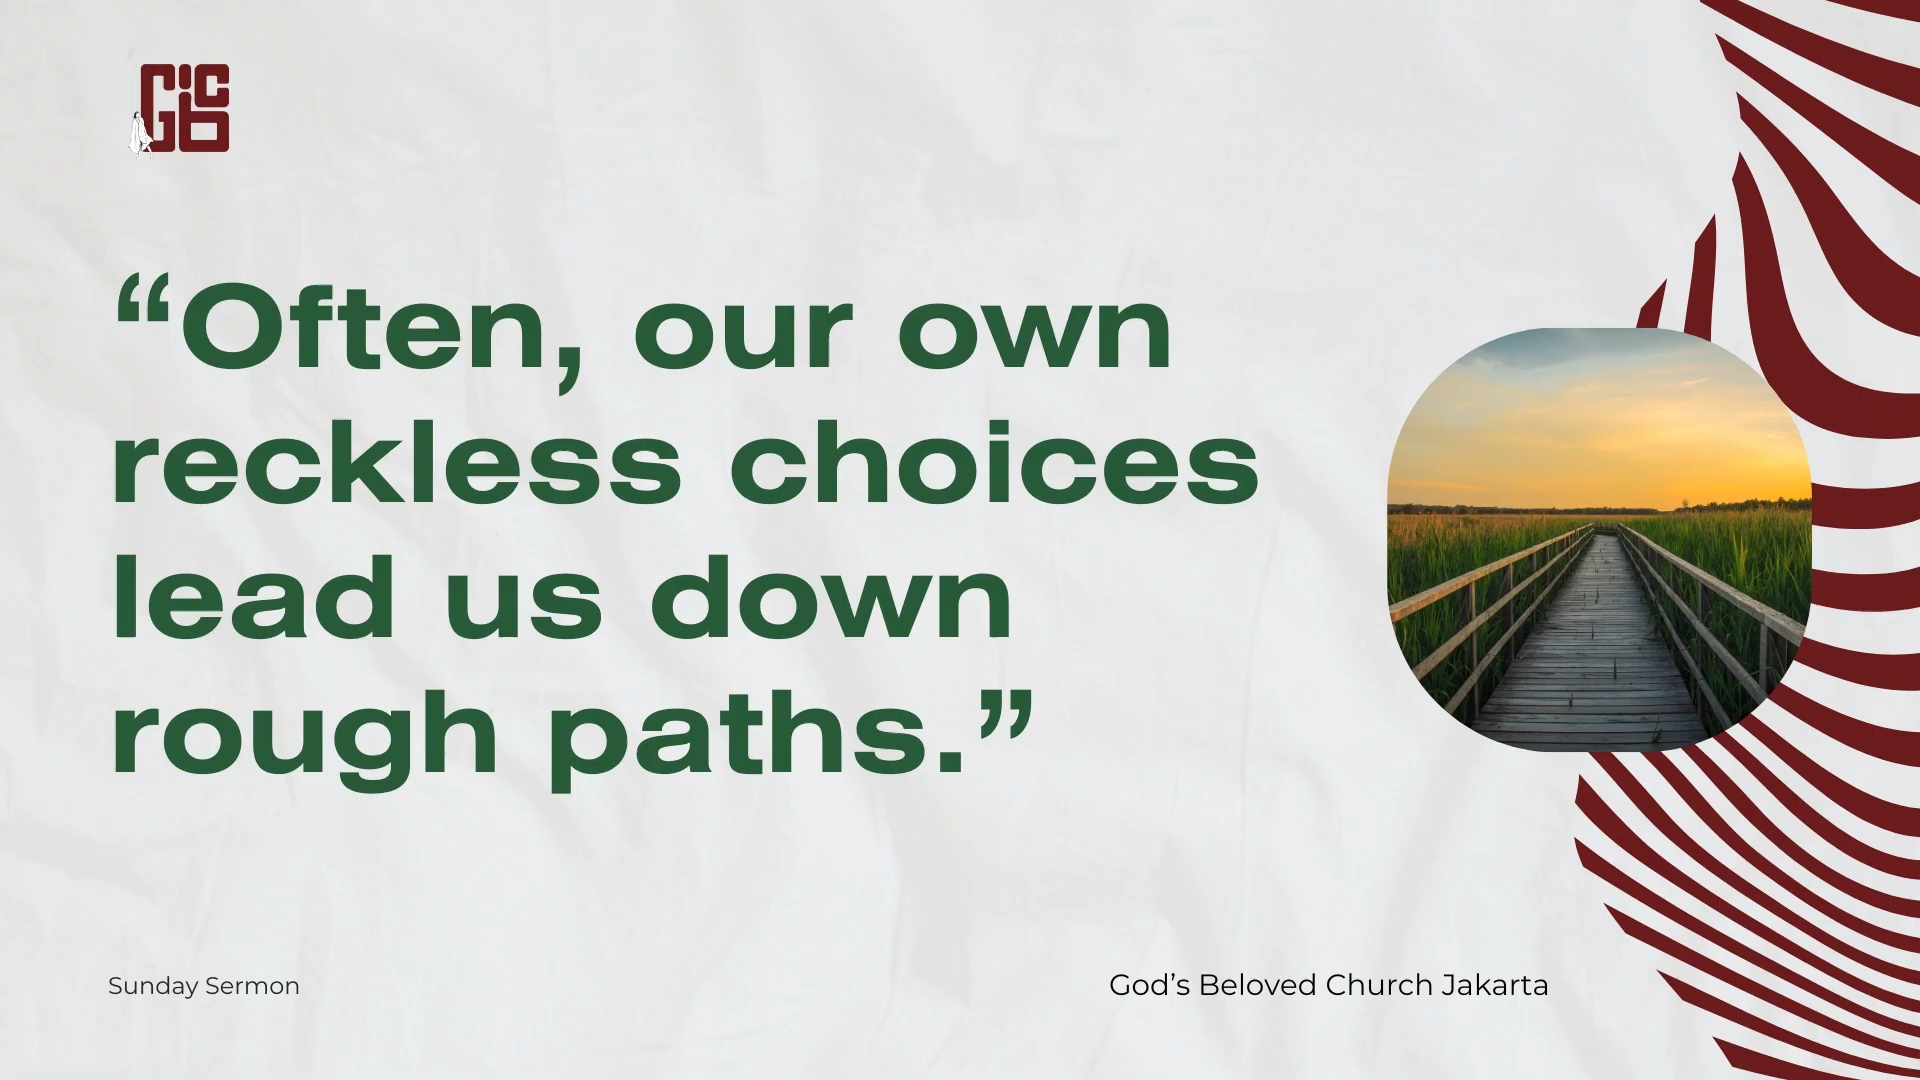 “Often, our own
reckless choices
lead us down
rough paths.”
Sunday Sermon
God’s Beloved Church Jakarta